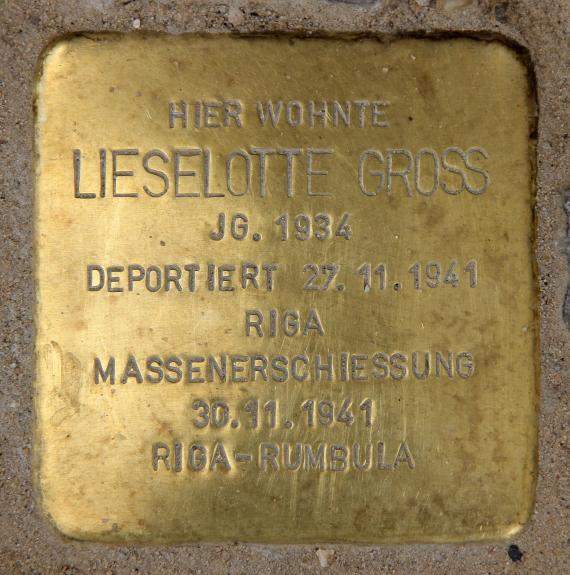 HIER WOHNTE
LIESELOTTE GROSS
JG. 1934
DEPORTIERT 27.11.1941
RIGA
MASSENERSCHIESSUNG
30.11.1941
RIGA-RUMBULA